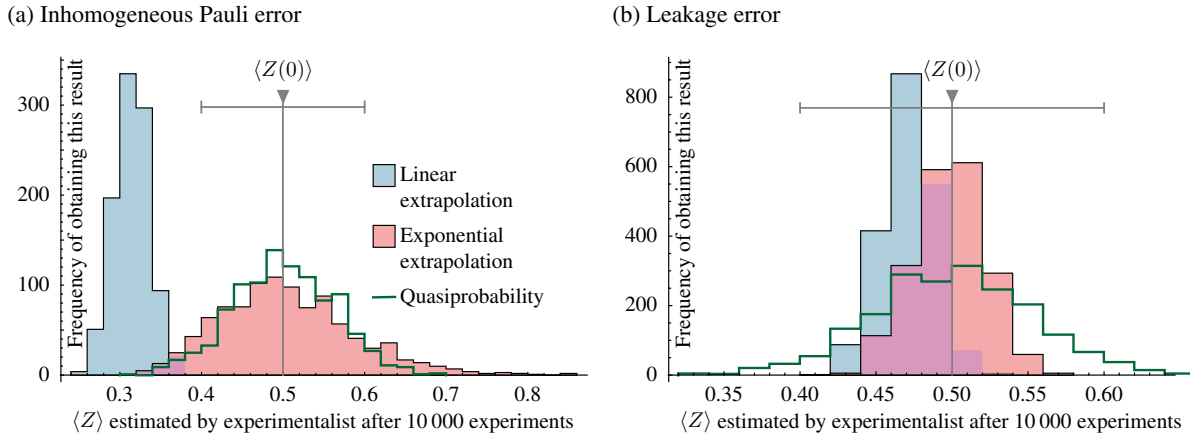 (a) Inhomogeneous Pauli error
Frequency of obtaining this result
300
200
100
0
⟨Z(0)⟩
Linear
extrapolation
Exponential
extrapolation
Quasiprobability
0.3 0.4 0.5 0.6 0.7 0.8
⟨Z⟩ estimated by experimentalist after 10 000 experiments
(b) Leakage error
Frequency of obtaining this result
800
600
400
200
0
⟨Z(0)⟩
0.35 0.40 0.45 0.50 0.55 0.60
⟨Z⟩ estimated by experimentalist after 10 000 experiments